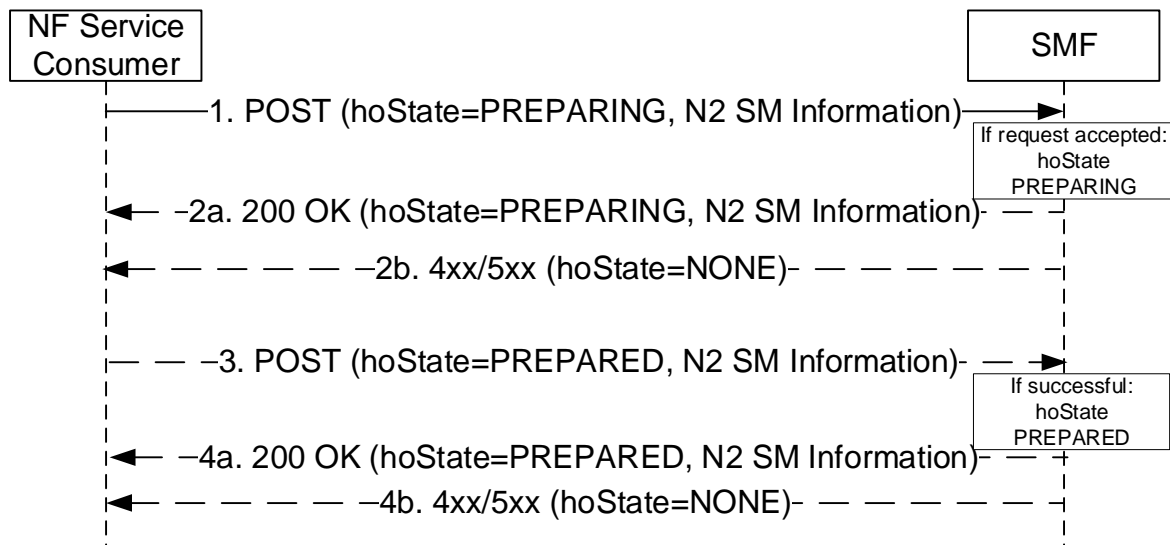 NF Service
Consumer
SMF
1. POST (hoState=PREPARING, N2 SM Information)
If request accepted:
hoState
PREPARING
2a. 200 OK (hoState=PREPARING, N2 SM Information)
2b. 4xx/5xx (hoState=NONE)
3. POST (hoState=PREPARED, N2 SM Information)
If successful:
hoState
PREPARED
4a. 200 OK (hoState=PREPARED, N2 SM Information)
4b. 4xx/5xx (hoState=NONE)